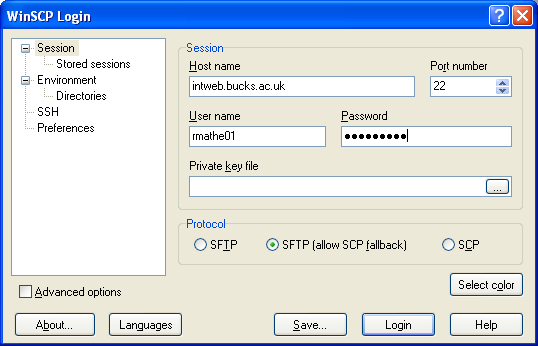 WinSCP Login
Session
Stored sessions
Environment
Directories
SSH
Preferences
Advanced options
Session
Host name
Port number
intweb.bucks.ac.uk
22
User name
Password
rmathe01
●●●●●●●●●
Private key file
...
Protocol
SFTP
SFTP (allow SCP fallback)
SCP
Select color
About...
Languages
Save...
Login
Help